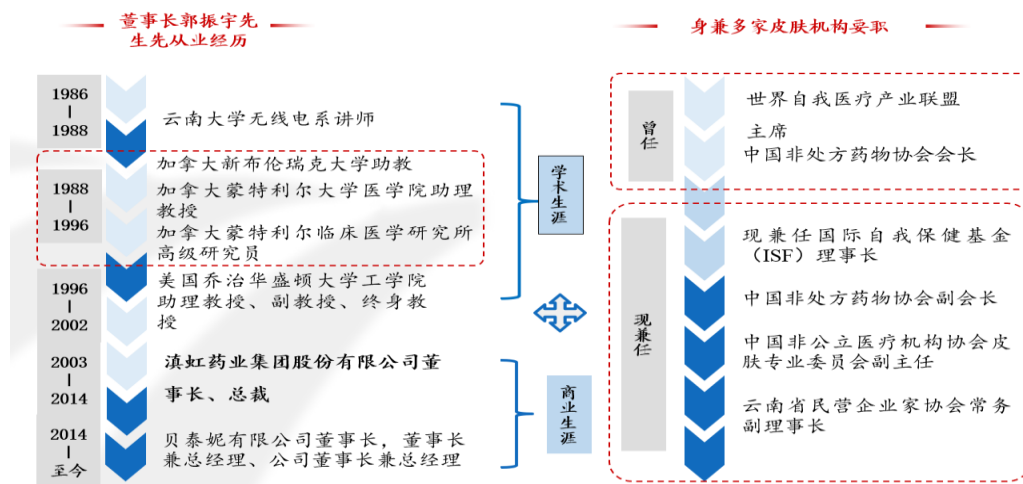 董事长郭振宇先
生先从业经历
1986
1988
云南大学无线电系讲师
1988
1996
加拿大新布伦瑞克大学助教
加拿大蒙特利尔大学医学院助理
教授
加拿大蒙特利尔临床医学研究所
高级研究员
1996
2002
美国乔治华盛顿大学工学院
助理教授、副教授、终身教
授
2003
2014
滇虹药业集团股份有限公司董
事长、总裁
2014
至今
贝泰妮有限公司董事长，董事长
兼总经理、公司董事长兼总经理
学术生涯
商业生涯
身兼多家皮肤机构要职
曾任
世界自我医疗产业联盟
主席
中国非处方药物协会会长
现兼任
现兼任国际自我保健基金
（ISF）理事长
中国非处方药物协会副会长
中国非公立医疗机构协会皮
肤专业委员会副主任
云南省民营企业家协会常务
副理事长